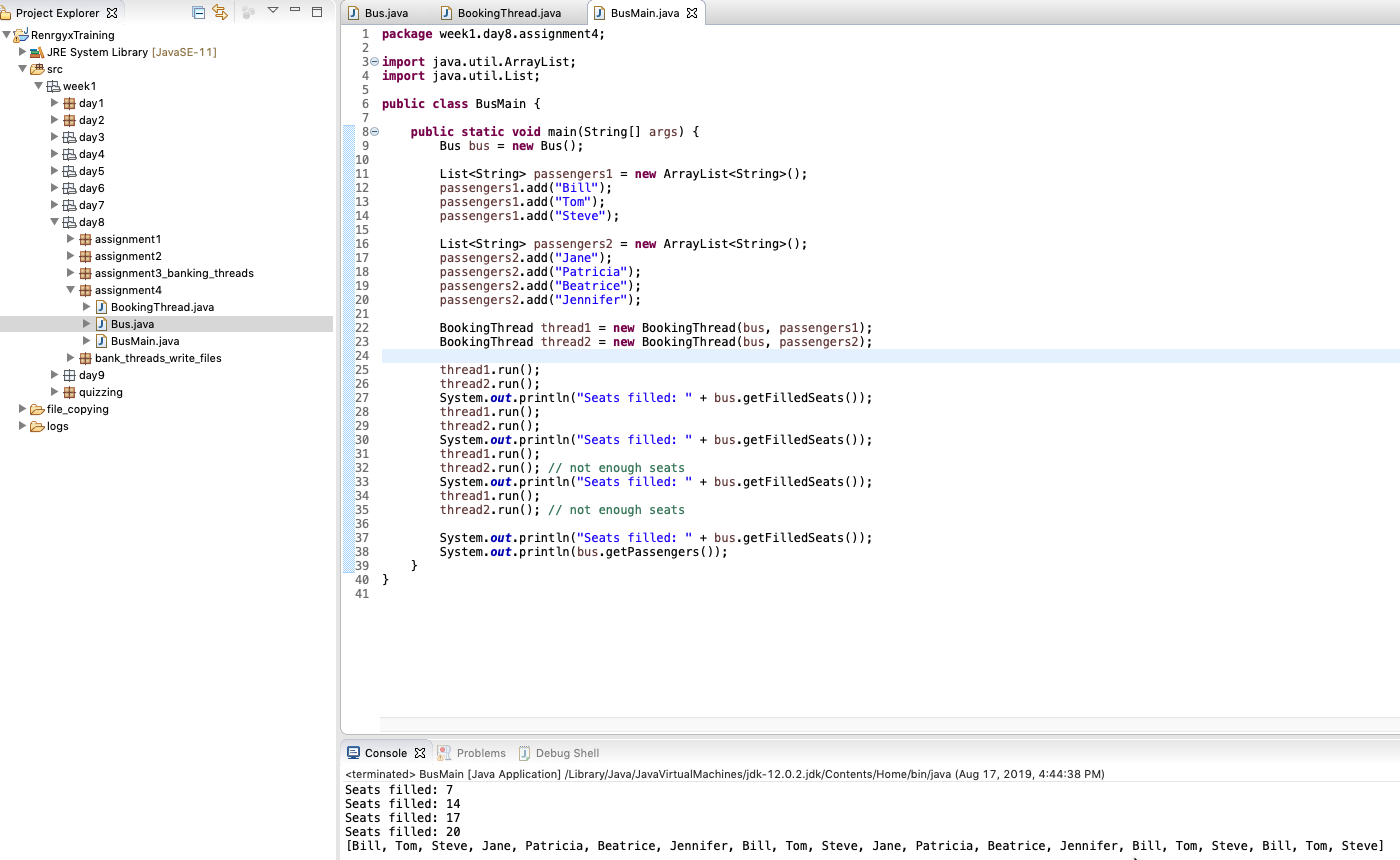 Project Explorer
RenrgyxTraining
JRE System Library [JavaSE-11]
src
week1
day1
day2
day3
day4
day5
day6
day7
day8
assignment1
assignment2
assignment3_banking_threads
assignment4
BookingThread.java
Bus.java
BusMain.java
bank_threads_write_files
day9
quizzing
file_copying
logs
Bus.java BookingThread.java BusMain.java
1 package week1.day8.assignment4;
2
3 import java.util.ArrayList;
4 import java.util.List;
5
6 public class BusMain {
7
8 public static void main(String[] args) {
9 Bus bus = new Bus();
10
11 List<String> passengers1 = new ArrayList<String>();
12 passengers1.add("Bill");
13 passengers1.add("Tom");
14 passengers1.add("Steve");
15
16 List<String> passengers2 = new ArrayList<String>();
17 passengers2.add("Jane");
18 passengers2.add("Patricia");
19 passengers2.add("Beatrice");
20 passengers2.add("Jennifer");
21
22 BookingThread thread1 = new BookingThread(bus, passengers1);
23 BookingThread thread2 = new BookingThread(bus, passengers2);
24
25 thread1.run();
26 thread2.run();
27 System.out.println("Seats filled: " + bus.getFilledSeats());
28 thread1.run();
29 thread2.run();
30 System.out.println("Seats filled: " + bus.getFilledSeats());
31 thread1.run();
32 thread2.run(); // not enough seats
33 System.out.println("Seats filled: " + bus.getFilledSeats());
34 thread1.run();
35 thread2.run(); // not enough seats
36
37 System.out.println("Seats filled: " + bus.getFilledSeats());
38 System.out.println(bus.getPassengers());
39 }
40 }
41
Console Problems Debug Shell
<terminated> BusMain [Java Application] /Library/Java/JavaVirtualMachines/jdk-12.0.2.jdk/Contents/Home/bin/java (Aug 17, 2019, 4:44:38 PM)
Seats filled: 7
Seats filled: 14
Seats filled: 17
Seats filled: 20
[Bill, Tom, Steve, Jane, Patricia, Beatrice, Jennifer, Bill, Tom, Steve, Jane, Patricia, Beatrice, Jennifer, Bill, Tom, Steve, Bill, Tom, Steve]